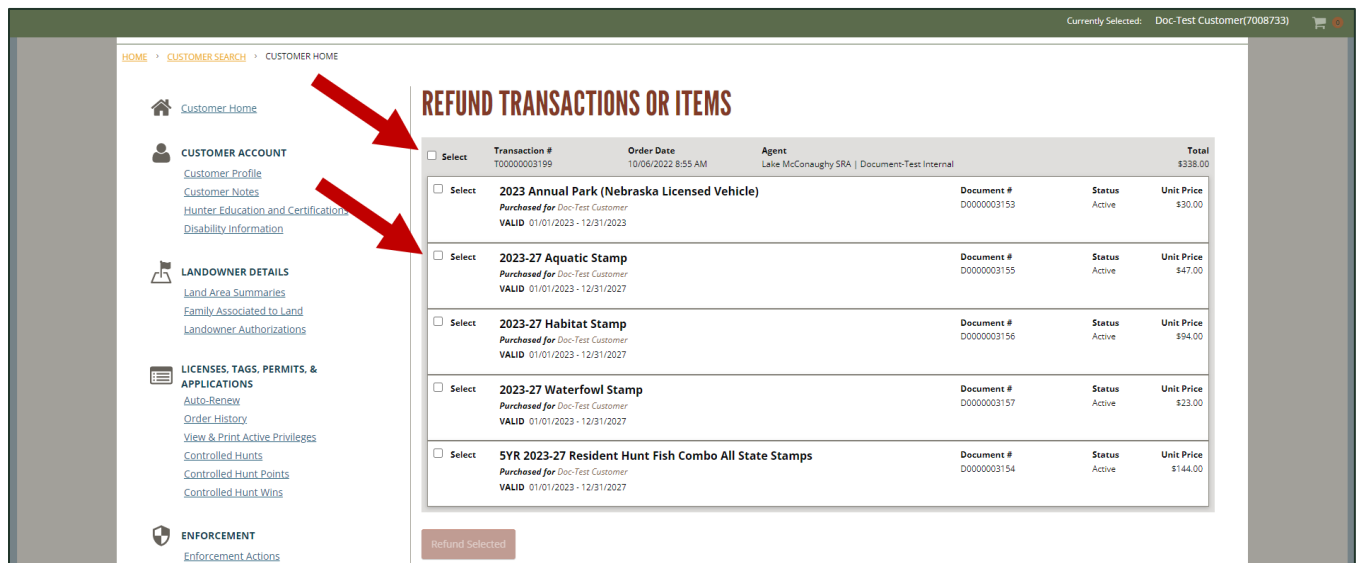 Currently Selected: Doc-Test Customer(7008733) 0
HOME > CUSTOMER SEARCH > CUSTOMER HOME
Customer Home
CUSTOMER ACCOUNT
Customer Profile
Customer Notes
Hunter Education and Certifications
Disability Information
LANDOWNER DETAILS
Land Area Summaries
Family Associated to Land
Landowner Authorizations
LICENSES, TAGS, PERMITS, &
APPLICATIONS
Auto-Renew
Order History
View & Print Active Privileges
Controlled Hunts
Controlled Hunt Points
Controlled Hunt Wins
ENFORCEMENT
Enforcement Actions
REFUND TRANSACTIONS OR ITEMS
Select Transaction # Order Date Agent Total
T00000003199 10/06/2022 8:55 AM Lake McConaughy SRA | Document-Test Internal $338.00
Select 2023 Annual Park (Nebraska Licensed Vehicle) Document # Status Unit Price
Purchased for Doc-Test Customer D0000003153 Active $30.00
VALID 01/01/2023 - 12/31/2023
Select 2023-27 Aquatic Stamp Document # Status Unit Price
Purchased for Doc-Test Customer D0000003155 Active $47.00
VALID 01/01/2023 - 12/31/2027
Select 2023-27 Habitat Stamp Document # Status Unit Price
Purchased for Doc-Test Customer D0000003156 Active $94.00
VALID 01/01/2023 - 12/31/2027
Select 2023-27 Waterfowl Stamp Document # Status Unit Price
Purchased for Doc-Test Customer D0000003157 Active $23.00
VALID 01/01/2023 - 12/31/2027
Select 5YR 2023-27 Resident Hunt Fish Combo All State Stamps Document # Status Unit Price
Purchased for Doc-Test Customer D0000003154 Active $144.00
VALID 01/01/2023 - 12/31/2027
Refund Selected